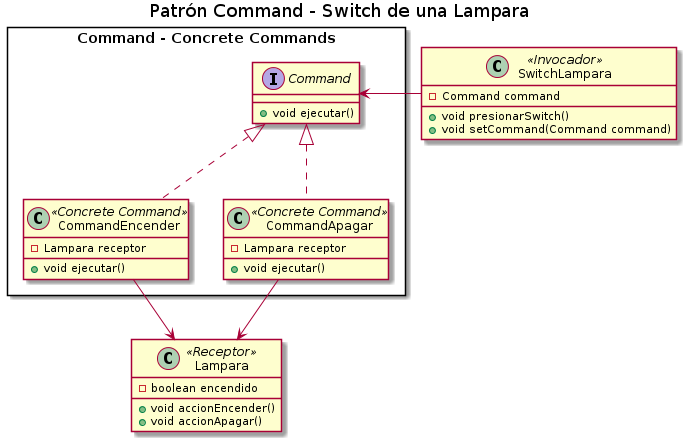 Patrón Command - Switch de una Lampara
Command - Concrete Commands
I Command
void ejecutar()
C «Invocador»
SwitchLampara
Command command
void presionarSwitch()
void setCommand(Command command)
C «Concrete Command»
CommandEncender
Lampara receptor
void ejecutar()
C «Concrete Command»
CommandApagar
Lampara receptor
void ejecutar()
C «Receptor»
Lampara
boolean encendido
void accionEncender()
void accionApagar()